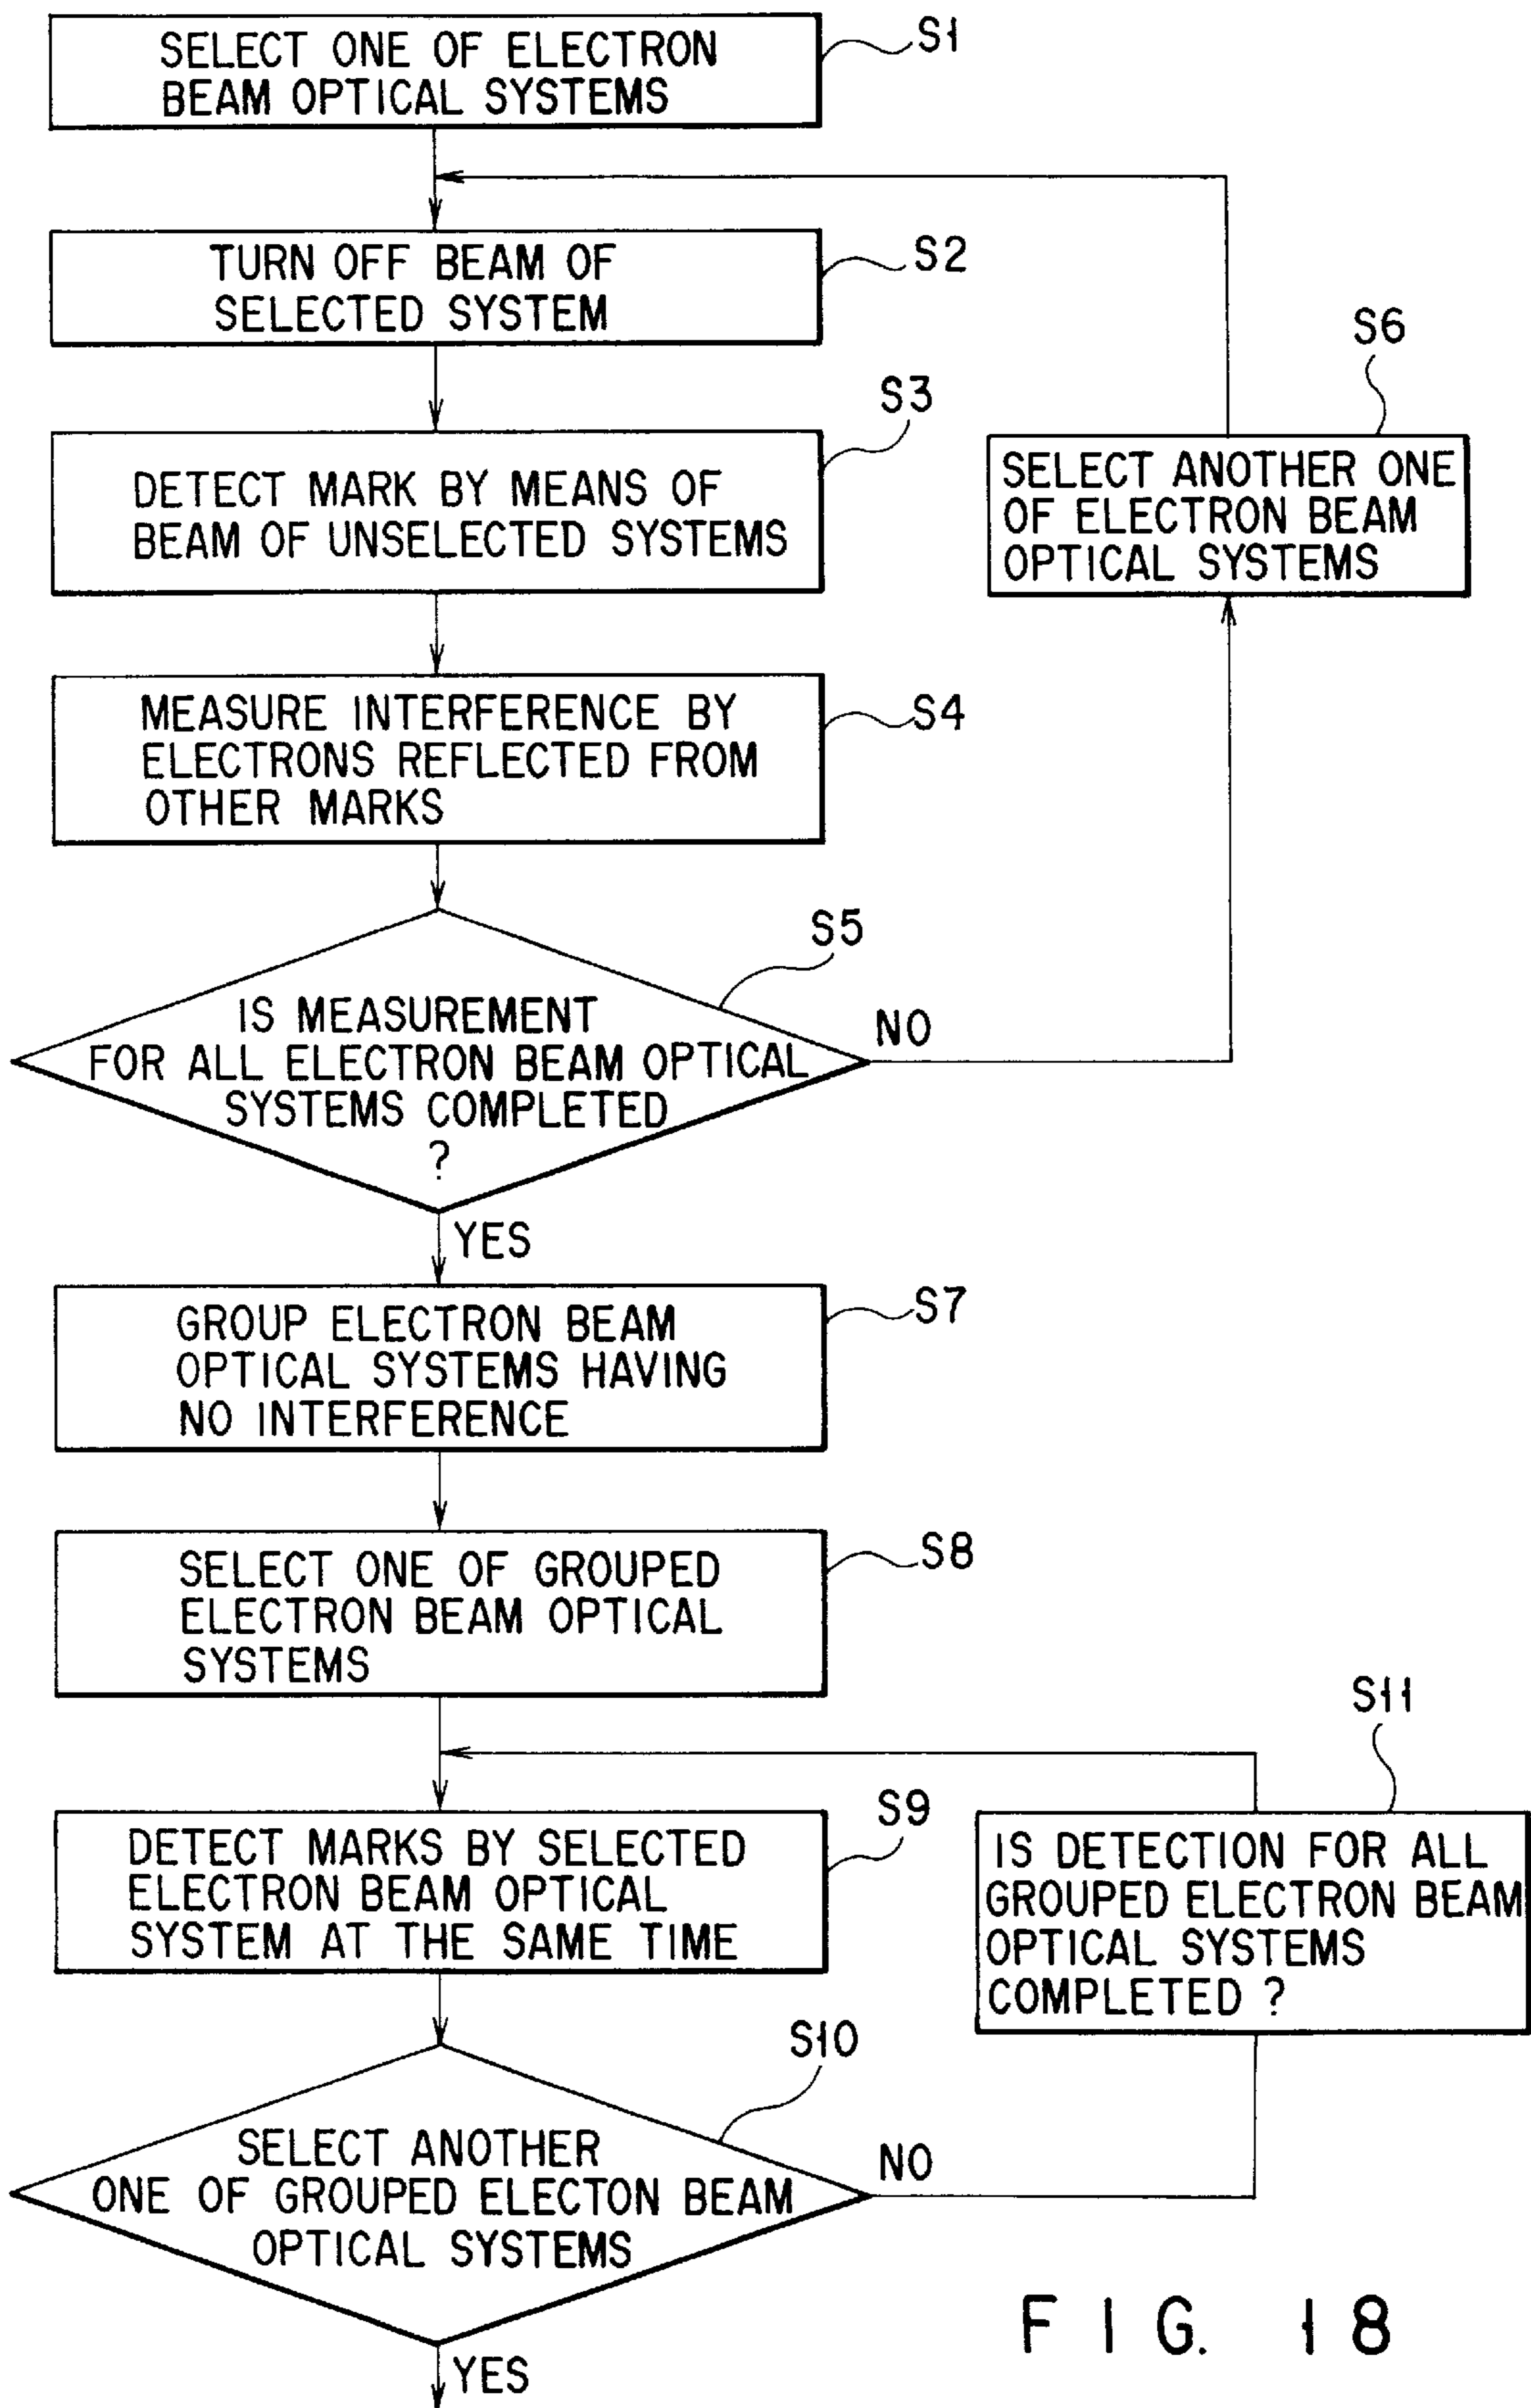 SELECT ONE OF ELECTRON
BEAM OPTICAL SYSTEMS
S1
TURN OFF BEAM OF
SELECTED SYSTEM
S2
DETECT MARK BY MEANS OF
BEAM OF UNSELECTED SYSTEMS
S3
S6
SELECT ANOTHER ONE
OF ELECTRON BEAM
OPTICAL SYSTEMS
MEASURE INTERFERENCE BY
ELECTRONS REFLECTED FROM
OTHER MARKS
S4
S5
IS MEASUREMENT
FOR ALL ELECTRON BEAM OPTICAL
SYSTEMS COMPLETED
?
NO
YES
GROUP ELECTRON BEAM
OPTICAL SYSTEMS HAVING
NO INTERFERENCE
S7
SELECT ONE OF GROUPED
ELECTRON BEAM OPTICAL
SYSTEMS
S8
DETECT MARKS BY SELECTED
ELECTRON BEAM OPTICAL
SYSTEM AT THE SAME TIME
S9
S11
IS DETECTION FOR ALL
GROUPED ELECTRON BEAM
OPTICAL SYSTEMS
COMPLETED ?
S10
SELECT ANOTHER
ONE OF GROUPED ELECTON BEAM
OPTICAL SYSTEMS
NO
YES
FIG. 18